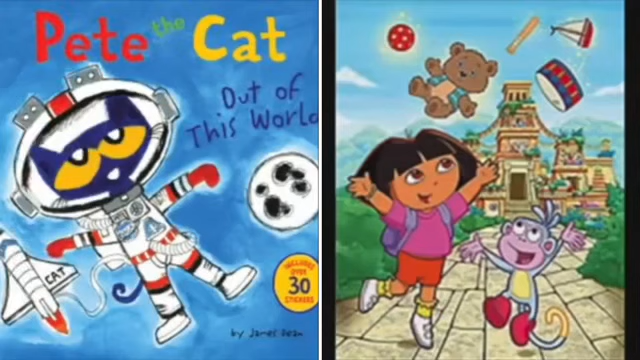 Pete the Cat
Out of
This World
CAT
INCLUDES
OVER
30
STICKERS
by James Dean